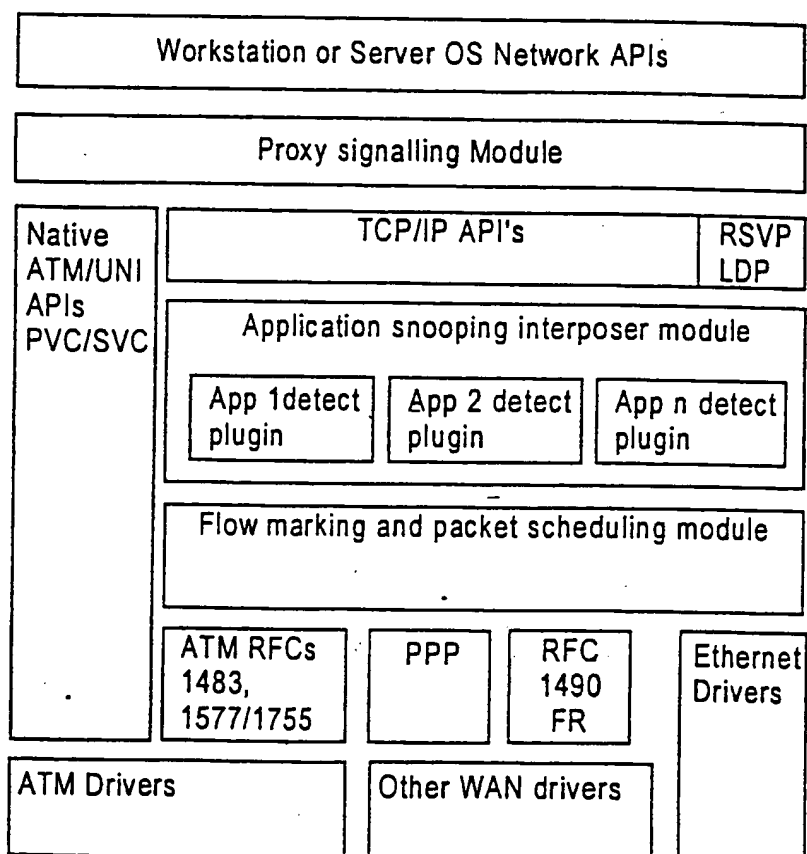 Workstation or Server OS Network APIs
Proxy signalling Module
Native
ATM/UNI
APIs
PVC/SVC
TCP/IP API's
RSVP
LDP
Application snooping interposer module
App 1detect
plugin
App 2 detect
plugin
App n detect
plugin
Flow marking and packet scheduling module
ATM RFCs
1483,
1577/1755
PPP
RFC
1490
FR
Ethernet
Drivers
ATM Drivers
Other WAN drivers